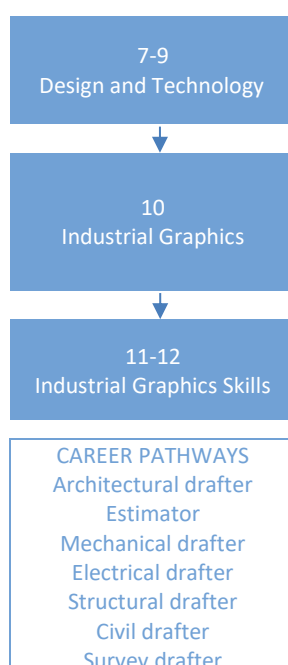 7-9
Design and Technology
10
Industrial Graphics
11-12
Industrial Graphics Skills
CAREER PATHWAYS
Architectural drafter
Estimator
Mechanical drafter
Electrical drafter
Structural drafter
Civil drafter
Survey drafter